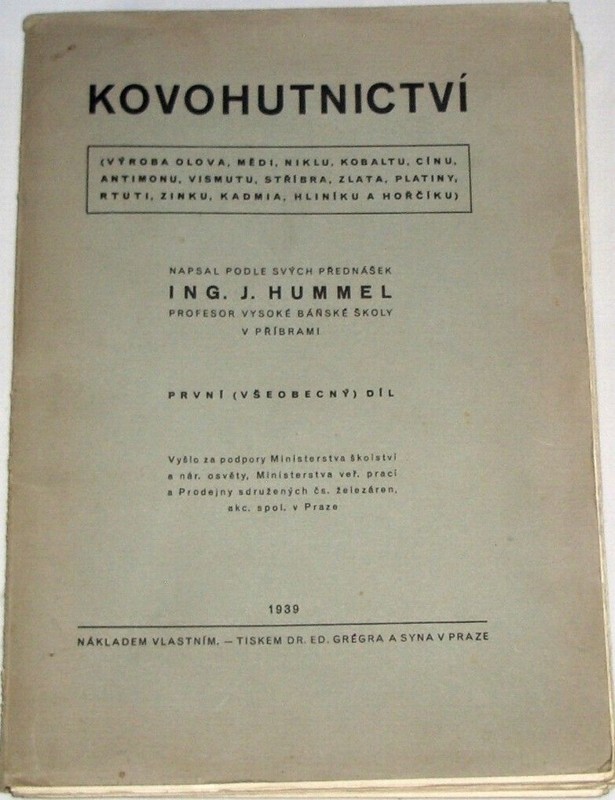 KOVOHUTNICTVÍ
(VÝROBA OLOVA, MĚDI, NIKLU, KOBALTU, CÍNU,
ANTIMONU, VISMUTU, STŘÍBRA, ZLATA, PLATINY,
RTUTI, ZINKU, KADMIA, HLINÍKU A HOŘČÍKU)
NAPSAL PODLE SVÝCH PŘEDNÁŠEK
ING. J. HUMMEL
PROFESOR VYSOKÉ BÁŇSKÉ ŠKOLY
V PŘÍBRAMI
PRVNÍ (VŠEOBECNÝ) DÍL
Vyšlo za podpory Ministerstva školství
a nár. osvěty, Ministerstva veř. prací
a Prodejny sdružených čs. železáren,
akc. spol. v Praze
1939
NÁKLADEM VLASTNÍM. — TISKEM DR. ED. GRÉGRA A SYNA V PRAZE